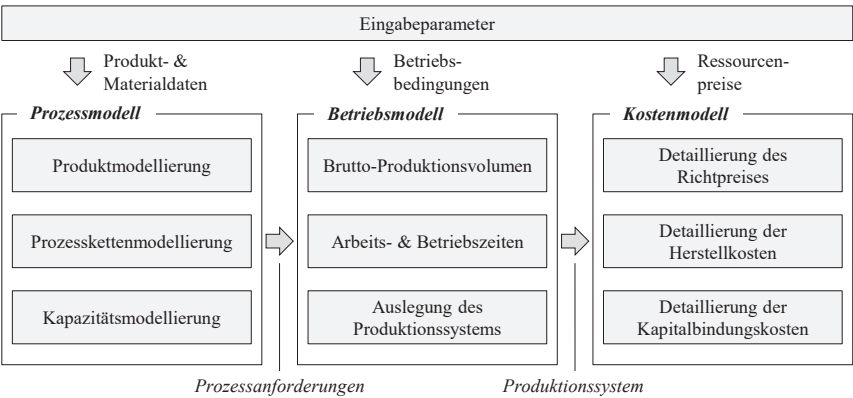 Eingabeparameter
Produkt- &
Materialdaten
Betriebs-
bedingungen
Ressourcen-
preise
Prozessmodell
Produktmodellierung
Prozesskettenmodellierung
Kapazitätsmodellierung
Betriebsmodell
Brutto-Produktionsvolumen
Arbeits- & Betriebszeiten
Auslegung des
Produktionssystems
Kostenmodell
Detaillierung des
Richtpreises
Detaillierung der
Herstellkosten
Detaillierung der
Kapitalbindungskosten
Prozessanforderungen
Produktionssystem